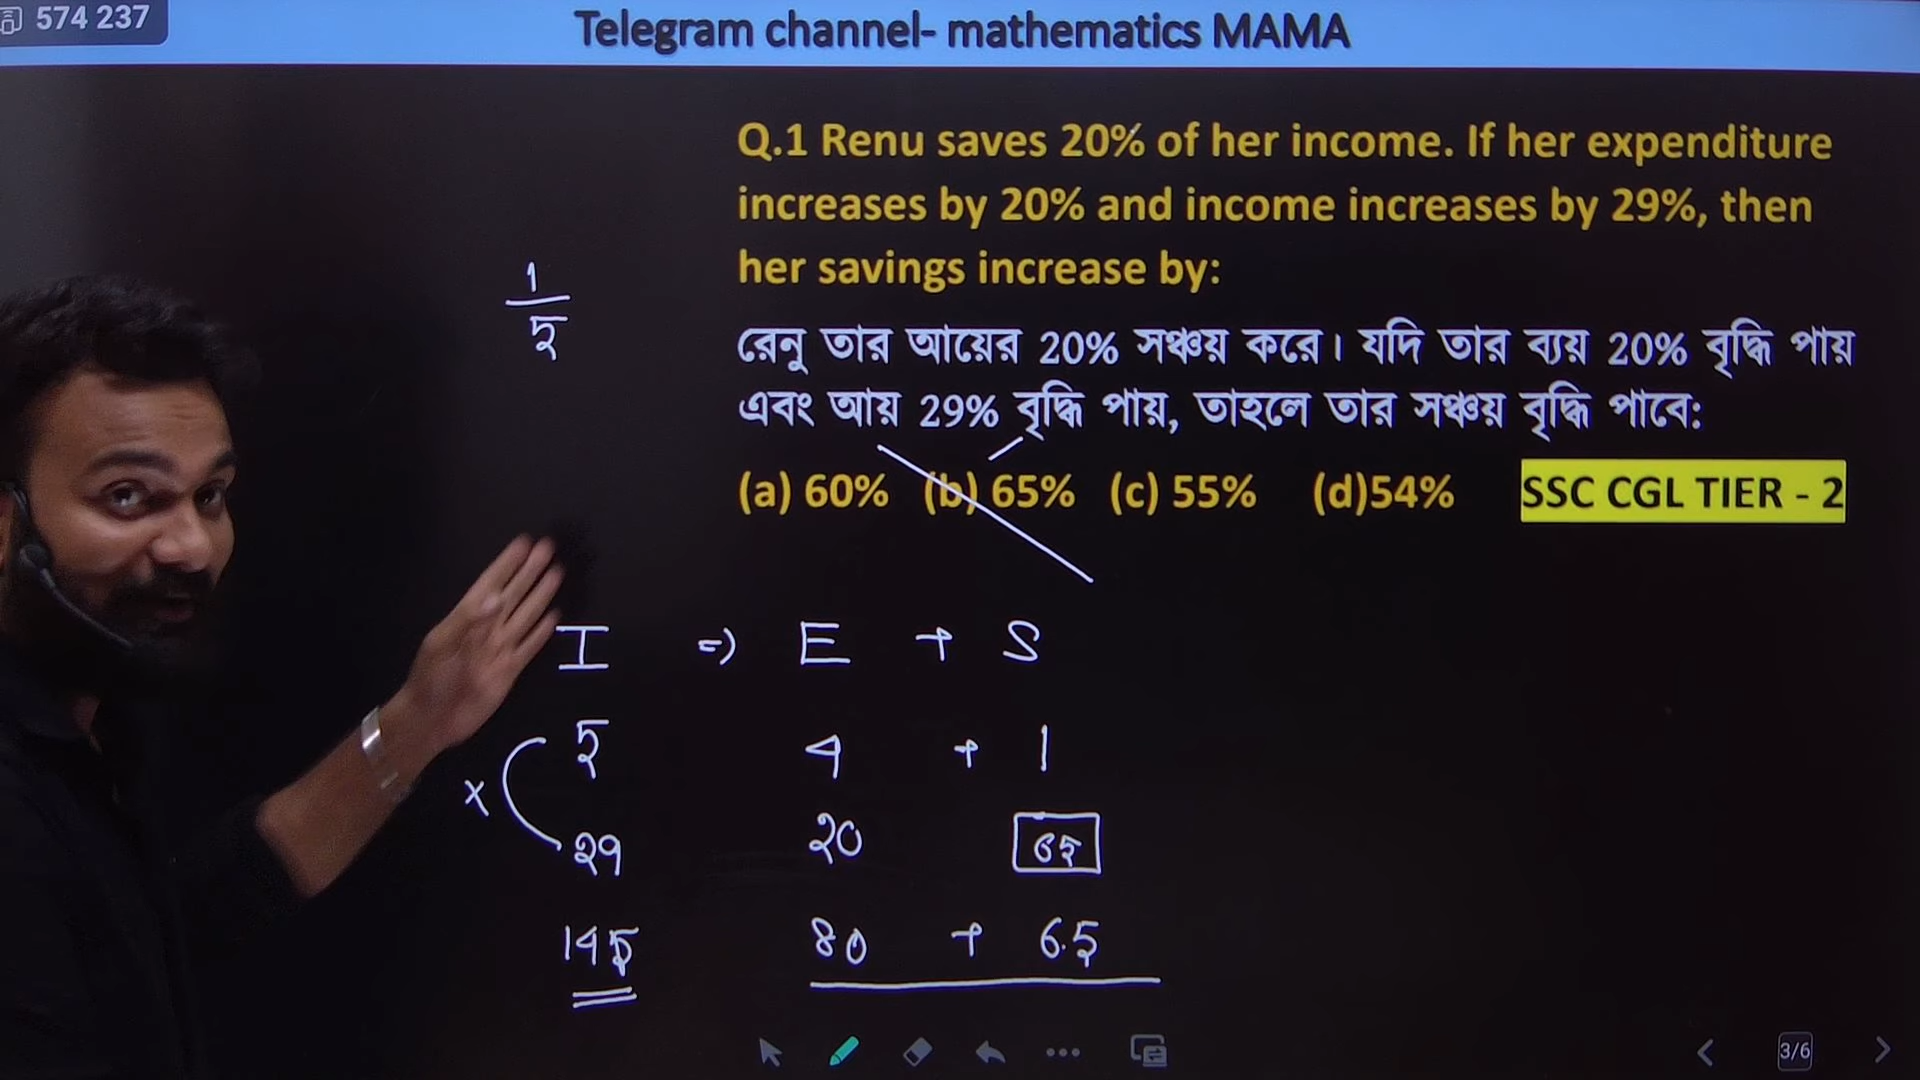 574 237
Telegram channel- mathematics MAMA
Q.1 Renu saves 20% of her income. If her expenditure
increases by 20% and income increases by 29%, then
her savings increase by:
রেনু তার আয়ের 20% সঞ্চয় করে। যদি তার ব্যয় 20% বৃদ্ধি পায়
এবং আয় 29% বৃদ্ধি পায়, তাহলে তার সঞ্চয় বৃদ্ধি পাবে:
(a) 60% (b) 65% (c) 55% (d)54% SSC CGL TIER - 2
1
5
I => E + S
5 4 + 1
x
29 20 65
145 80 + 65
3/6